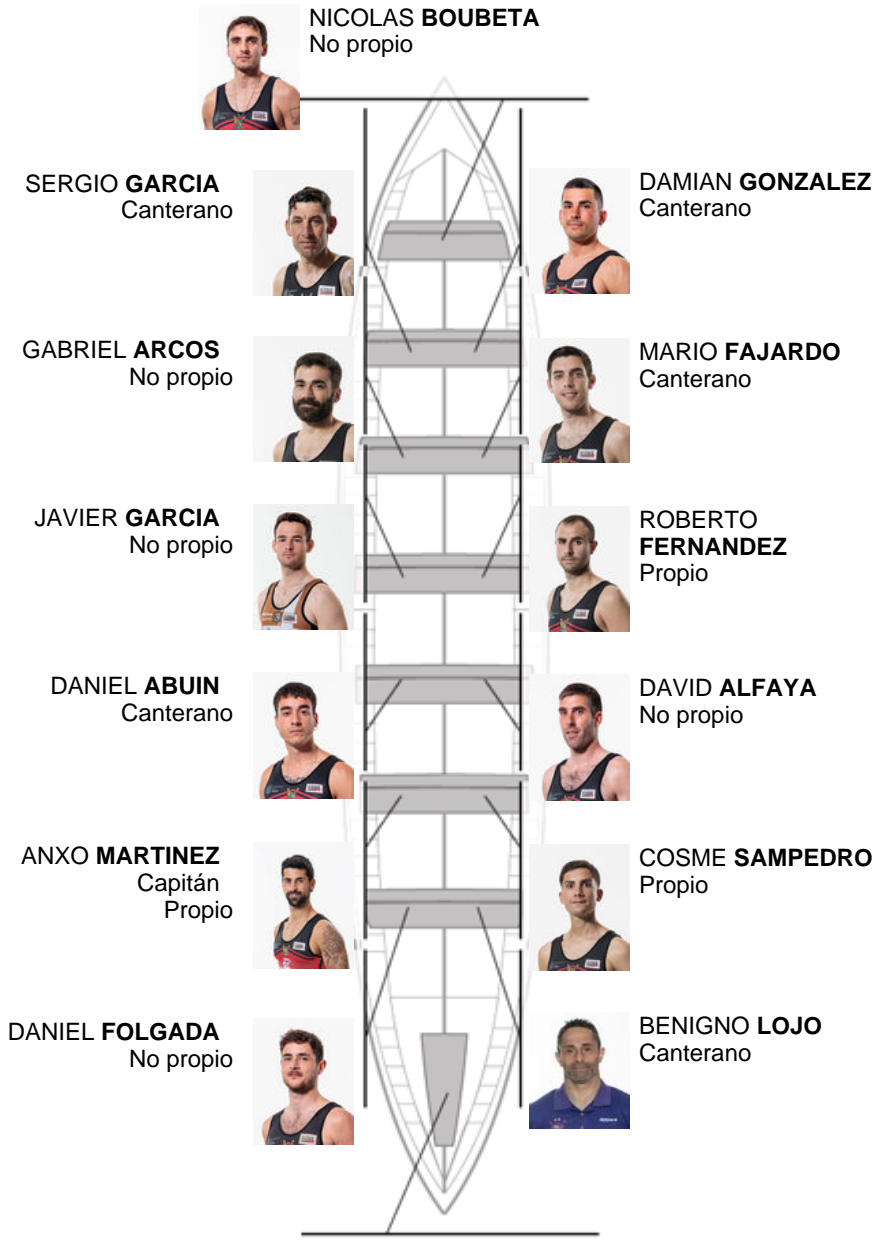 NICOLAS BOUBETA
No propio
SERGIO GARCIA
Canterano
DAMIAN GONZALEZ
Canterano
GABRIEL ARCOS
No propio
MARIO FAJARDO
Canterano
JAVIER GARCIA
No propio
ROBERTO
FERNANDEZ
Propio
DANIEL ABUIN
Canterano
DAVID ALFAYA
No propio
ANXO MARTINEZ
Capitán
Propio
COSME SAMPEDRO
Propio
DANIEL FOLGADA
No propio
BENIGNO LOJO
Canterano